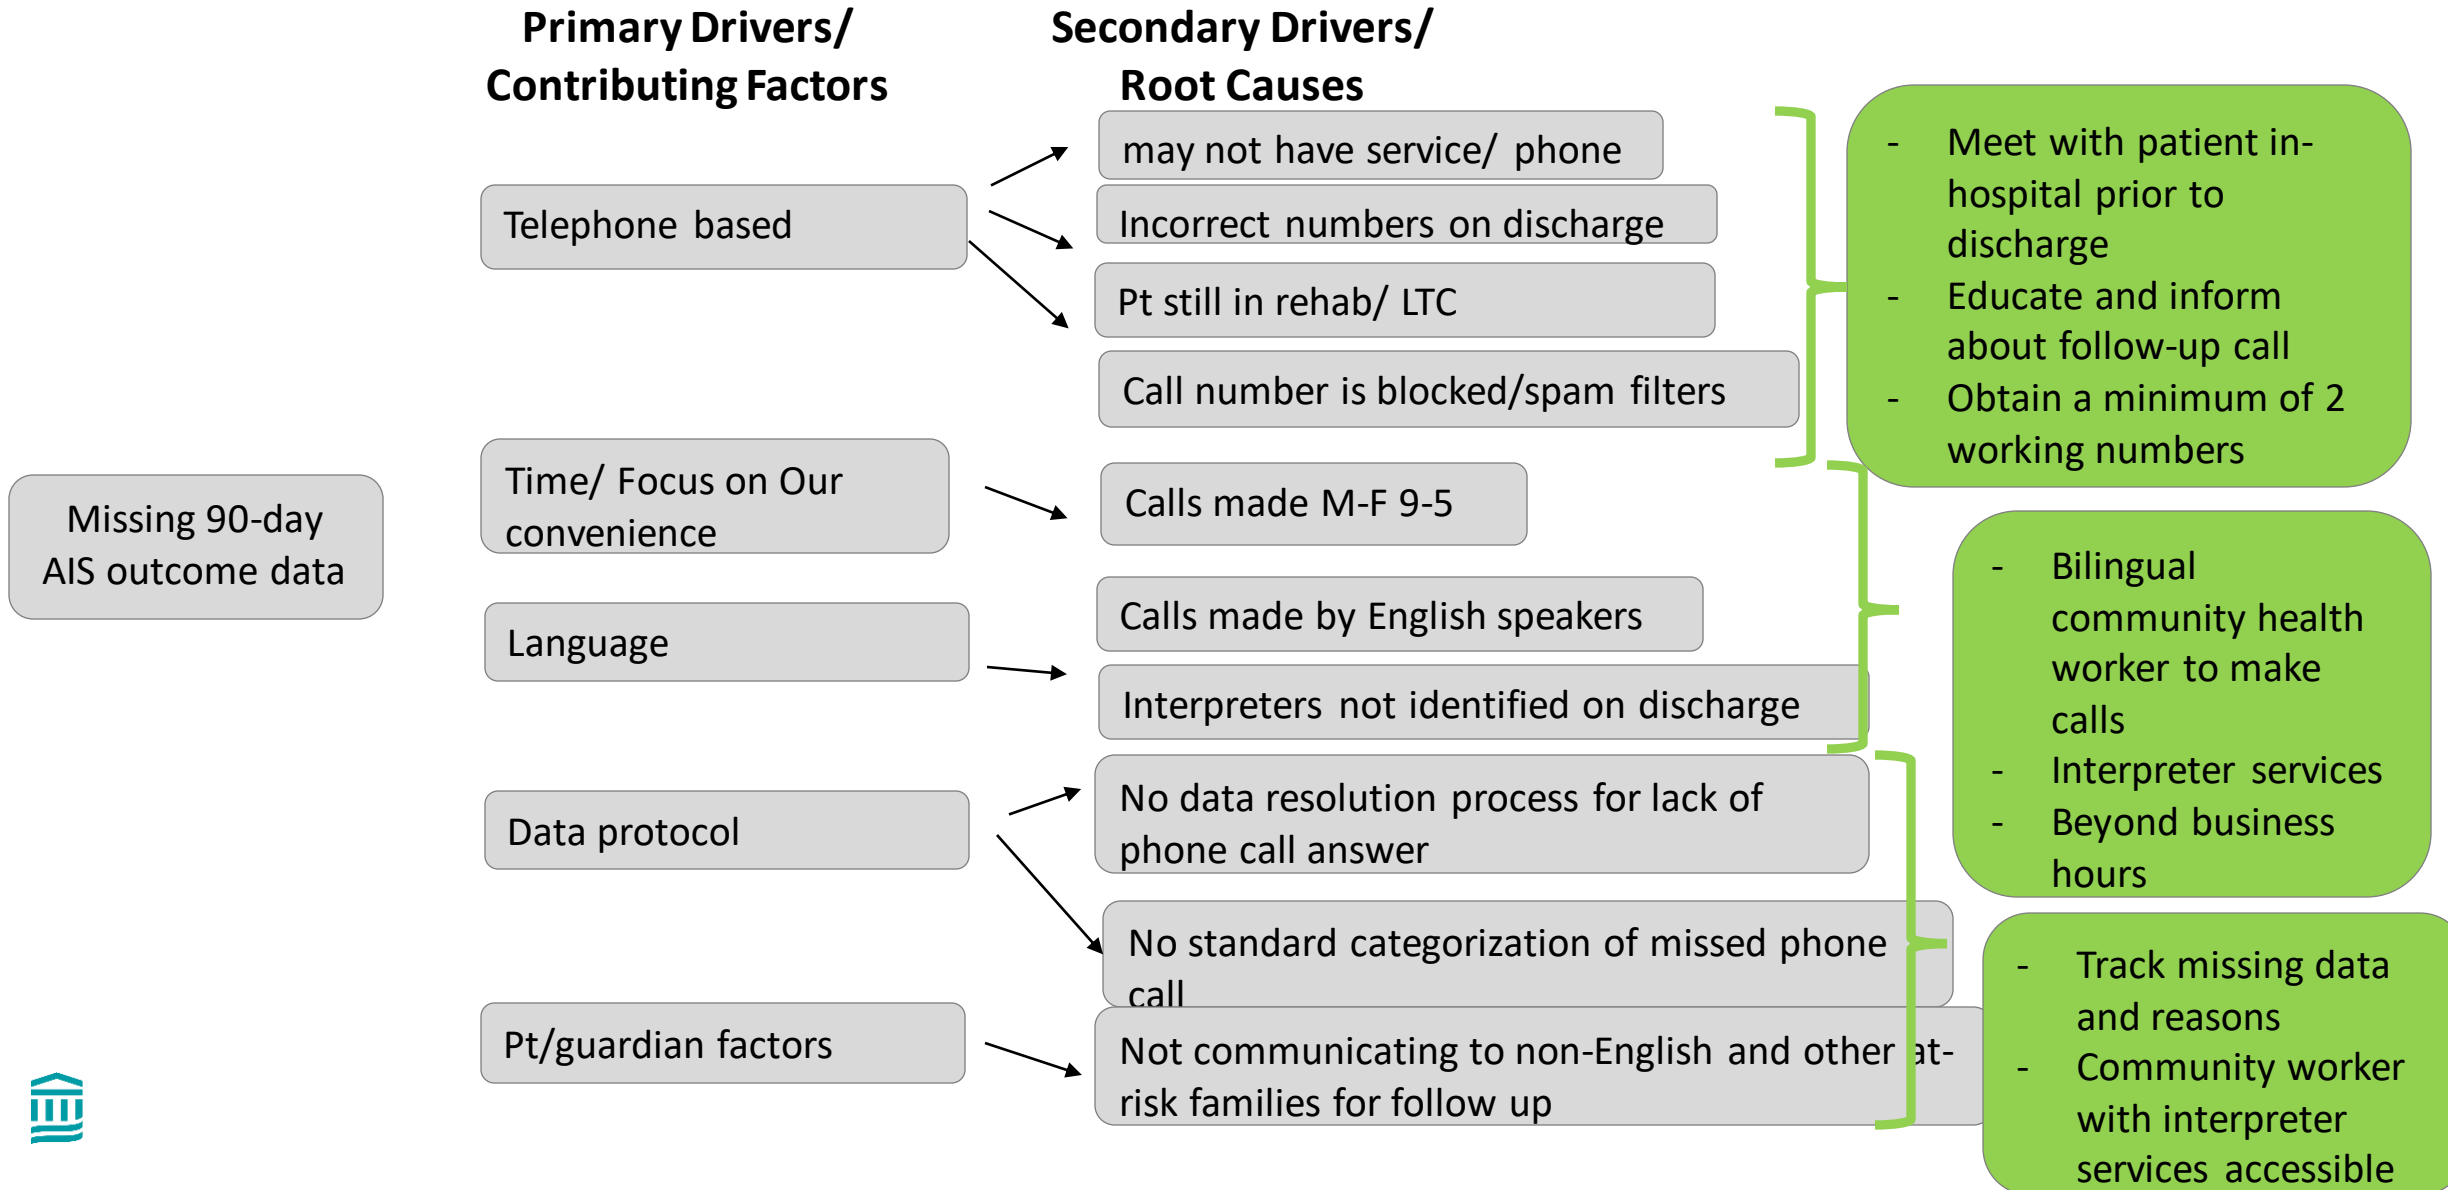 Primary Drivers/
Contributing Factors
Secondary Drivers/
Root Causes
Missing 90-day
AIS outcome data
Telephone based
Time/ Focus on Our
convenience
Language
Data protocol
Pt/guardian factors
may not have service/ phone
Incorrect numbers on discharge
Pt still in rehab/ LTC
Call number is blocked/spam filters
Calls made M-F 9-5
Calls made by English speakers
Interpreters not identified on discharge
No data resolution process for lack of
phone call answer
No standard categorization of missed phone
call
Not communicating to non-English and other at-
risk families for follow up
- Meet with patient in-
hospital prior to
discharge
- Educate and inform
about follow-up call
- Obtain a minimum of 2
working numbers
- Bilingual
community health
worker to make
calls
- Interpreter services
- Beyond business
hours
- Track missing data
and reasons
- Community worker
with interpreter
services accessible